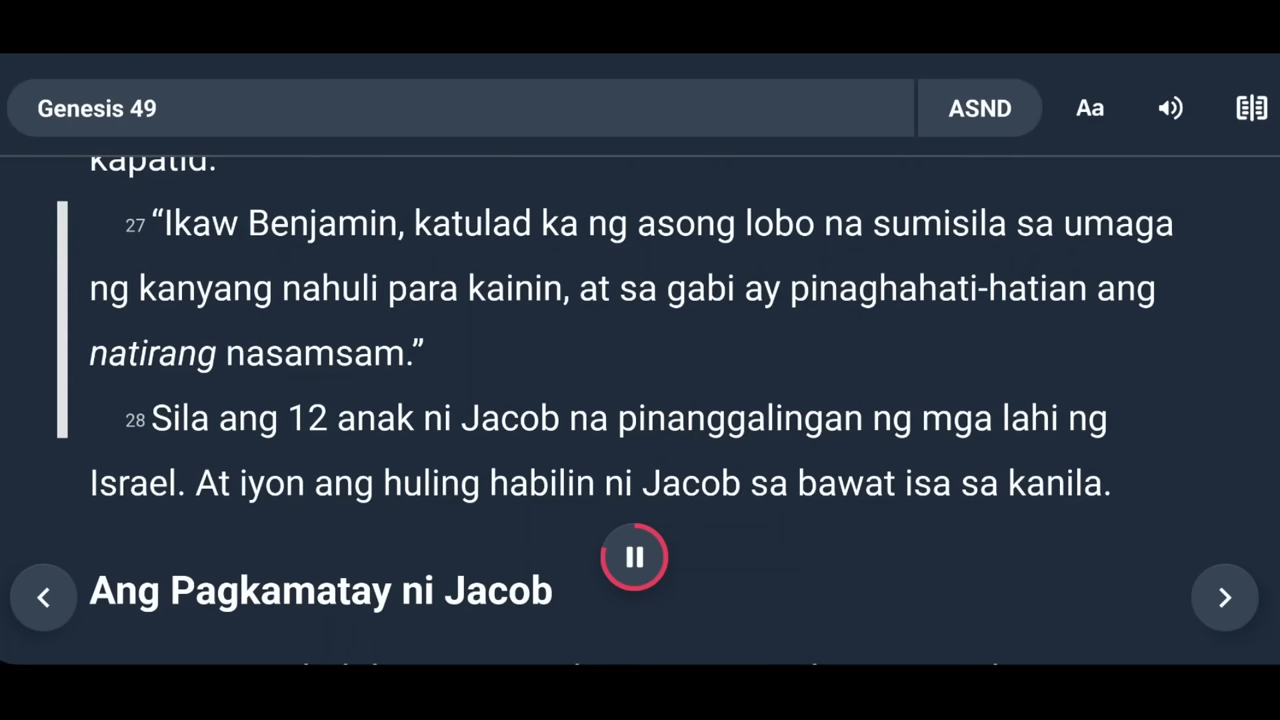 Genesis 49
ASND
Aa
kapatid.
27 “Ikaw Benjamin, katulad ka ng asong lobo na sumisila sa umaga
ng kanyang nahuli para kainin, at sa gabi ay pinaghahati-hatian ang
natirang nasamsam.”
28 Sila ang 12 anak ni Jacob na pinanggalingan ng mga lahi ng
Israel. At iyon ang huling habilin ni Jacob sa bawat isa sa kanila.
Ang Pagkamatay ni Jacob